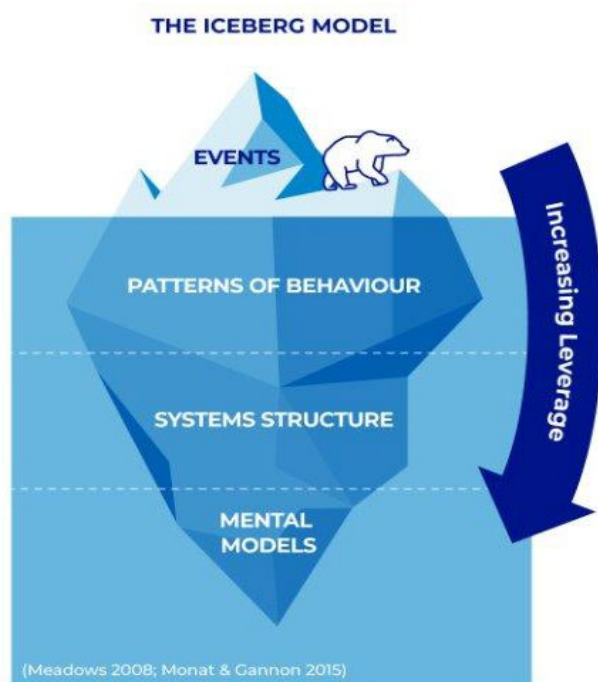 THE ICEBERG MODEL
EVENTS
PATTERNS OF BEHAVIOUR
SYSTEMS STRUCTURE
MENTAL
MODELS
Increasing Leverage
(Meadows 2008; Monat & Gannon 2015)